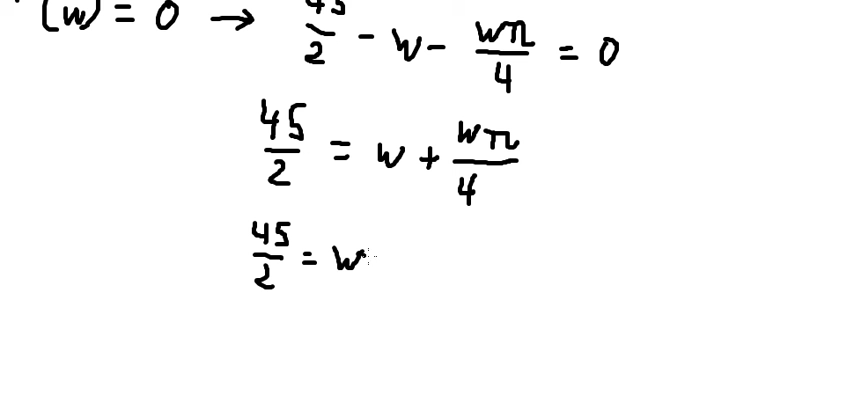 (w) = 0 → 45/2 - w - wπ/4 = 0
45/2 = w + wπ/4
45/2 = w